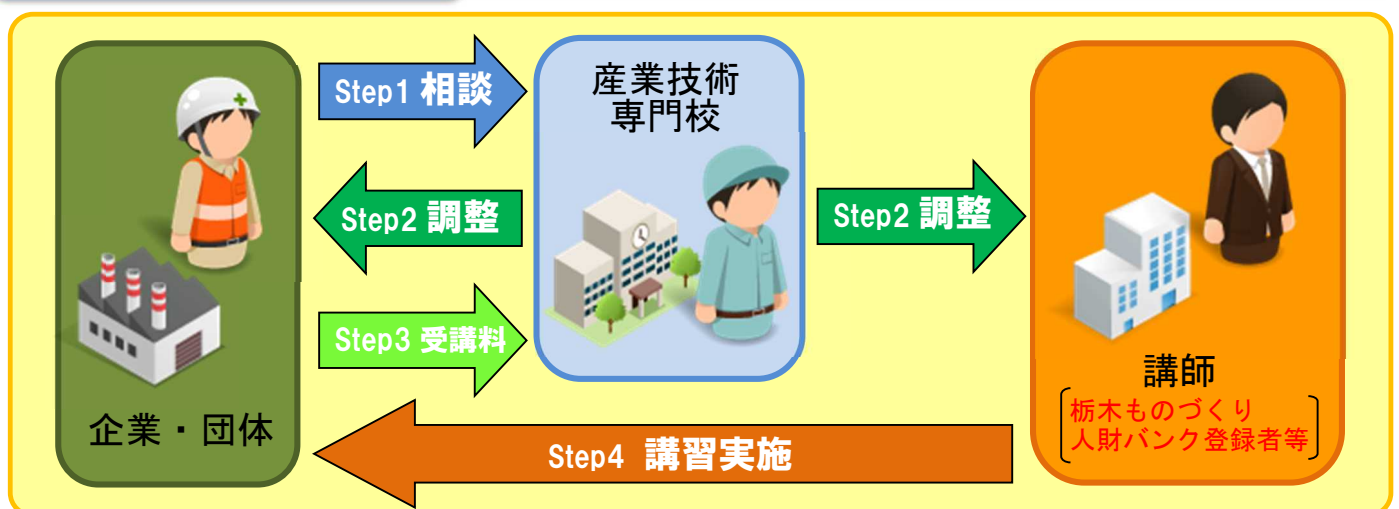 Step1 相談
産業技術
専門校
Step2 調整
Step2 調整
Step3 受講料
企業・団体
Step4 講習実施
講師
栃木ものづくり
人財バンク登録者等